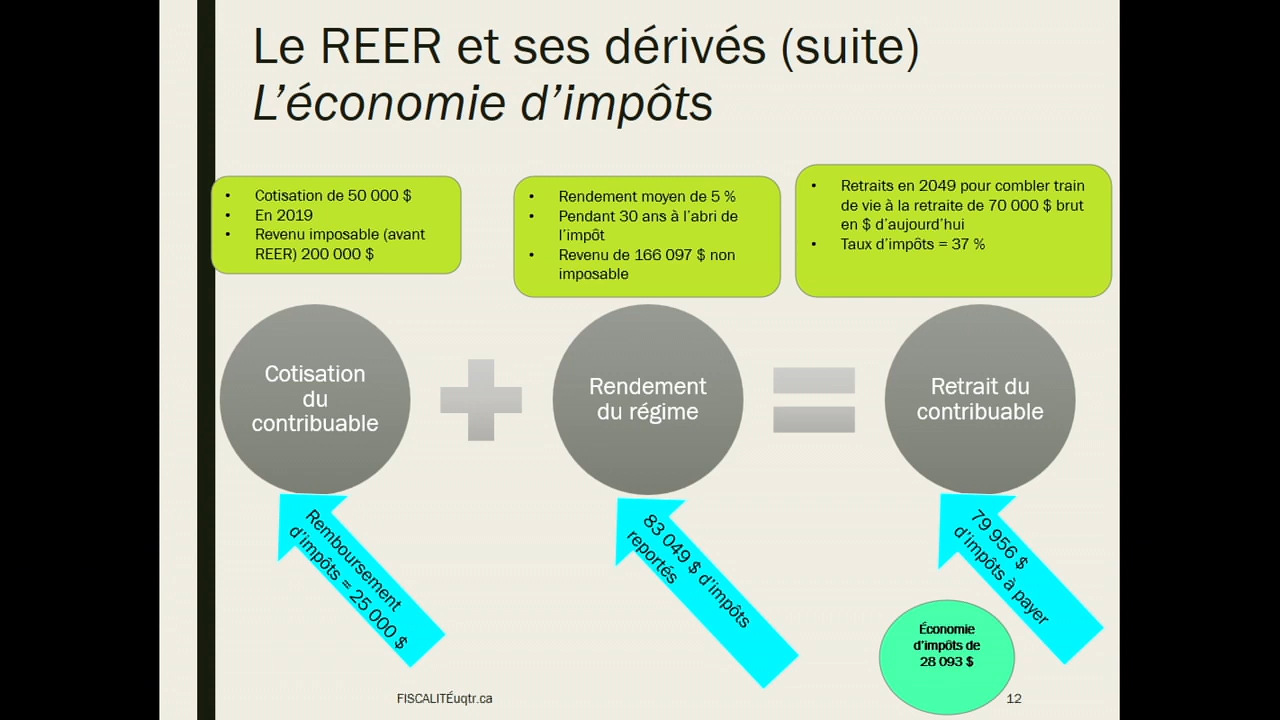 Le REER et ses dérivés (suite)
L’économie d’impôts
• Cotisation de 50 000 $
• En 2019
• Revenu imposable (avant
REER) 200 000 $
• Rendement moyen de 5 %
• Pendant 30 ans à l’abri de
l’impôt
• Revenu de 166 097 $ non
imposable
• Retraits en 2049 pour combler train
de vie à la retraite de 70 000 $ brut
en $ d’aujourd’hui
• Taux d’impôts = 37 %
Cotisation
du
contribuable
Rendement
du régime
Retrait du
contribuable
Remboursement
d’impôts = 25 000 $
83 049 $ d’impôts
reportés
79 956 $
d’impôts à payer
Économie
d’impôts de
28 093 $
FISCALITÉuqtr.ca
12